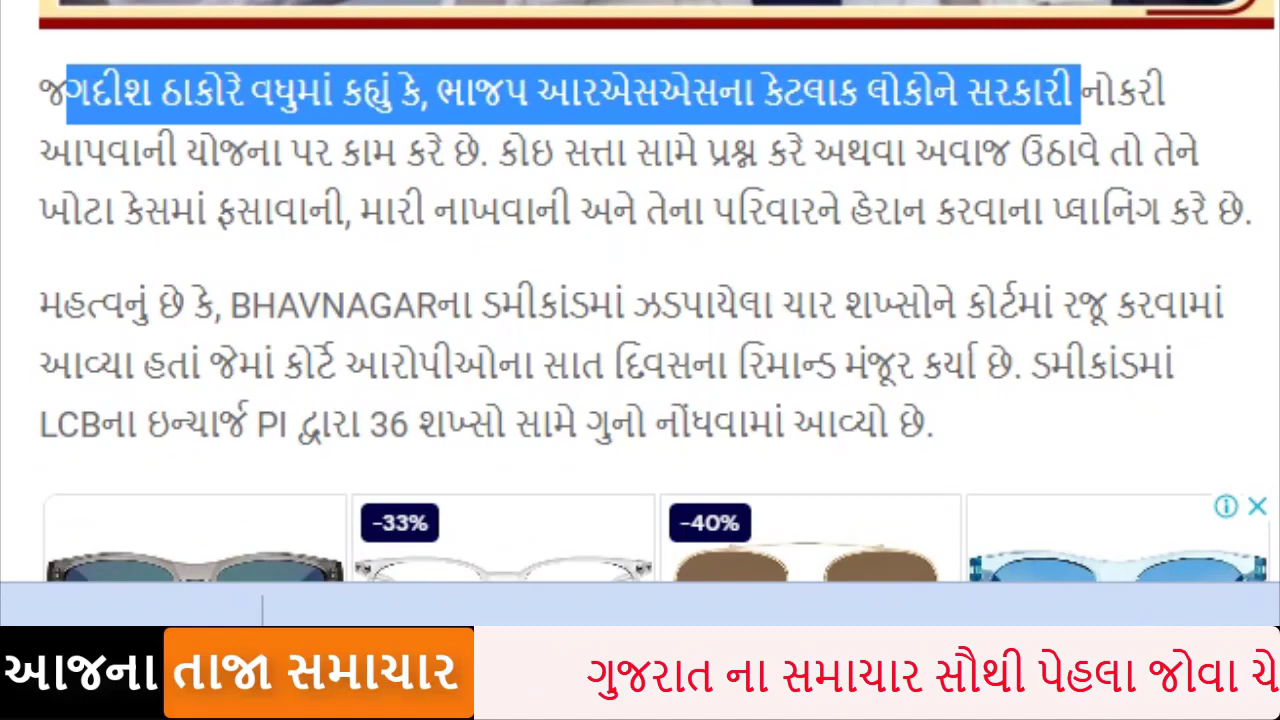 જગદીશ ઠાકોરે વધુમાં કહ્યું કે, ભાજપ આરએસએસના કેટલાક લોકોને સરકારી નોકરી
આપવાની યોજના પર કામ કરે છે. કોઇ સત્તા સામે પ્રશ્ન કરે અથવા અવાજ ઉઠાવે તો તેને
ખોટા કેસમાં ફસાવાની, મારી નાખવાની અને તેના પરિવારને હેરાન કરવાના પ્લાનિંગ કરે છે.
મહત્વનું છે કે, BHAVNAGARના ડમીકાંડમાં ઝડપાયેલા ચાર શખ્સોને કોર્ટમાં રજૂ કરવામાં
આવ્યા હતાં જેમાં કોર્ટે આરોપીઓના સાત દિવસના રિમાન્ડ મંજૂર કર્યા છે. ડમીકાંડમાં
LCBના ઇન્ચાર્જ PI દ્વારા 36 શખ્સો સામે ગુનો નોંધવામાં આવ્યો છે.
-33% -40%
આજના તાજા સમાચાર ગુજરાત ના સમાચાર સૌથી પેહલા જોવા ચે